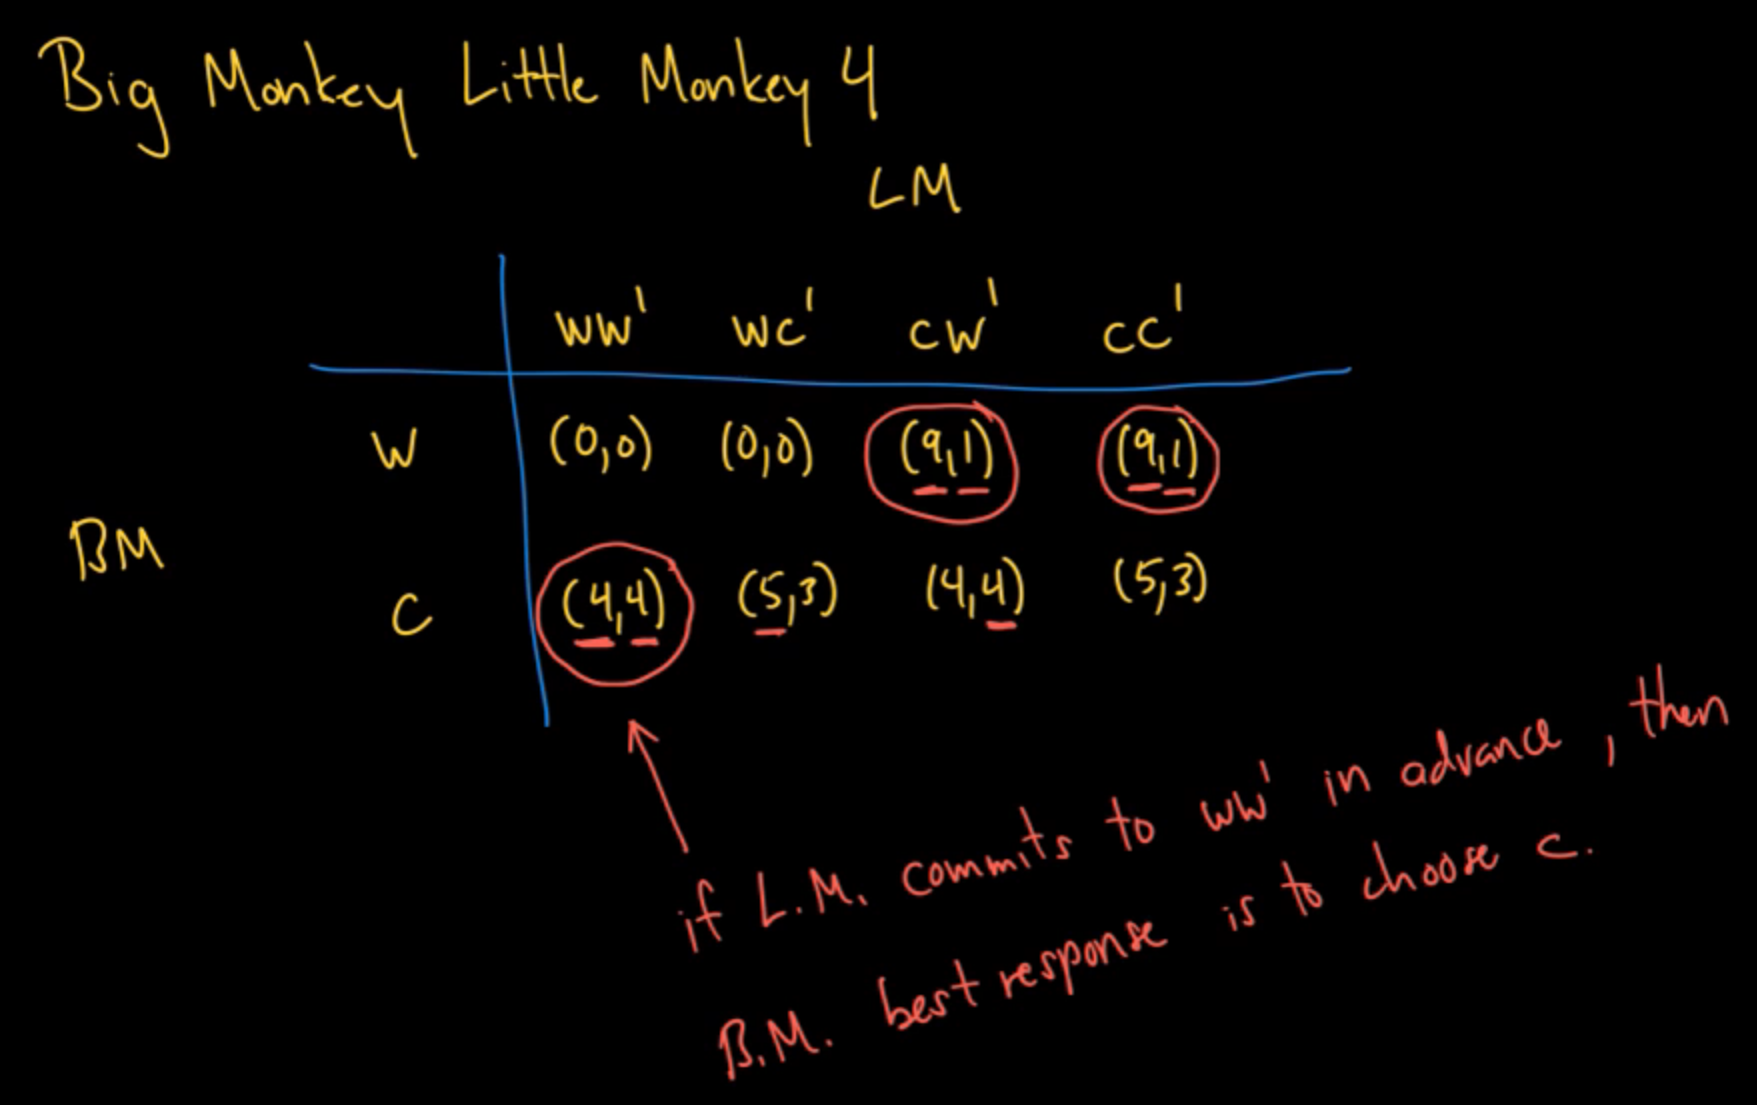 Big Monkey Little Monkey 4
LM
WW' WC' CW' CC'
W (0,0) (0,0) (9,1) (9,1)
BM
C (4,4) (5,3) (4,4) (5,3)
if L.M. commits to WW' in advance, then
B.M. best response is to choose C.